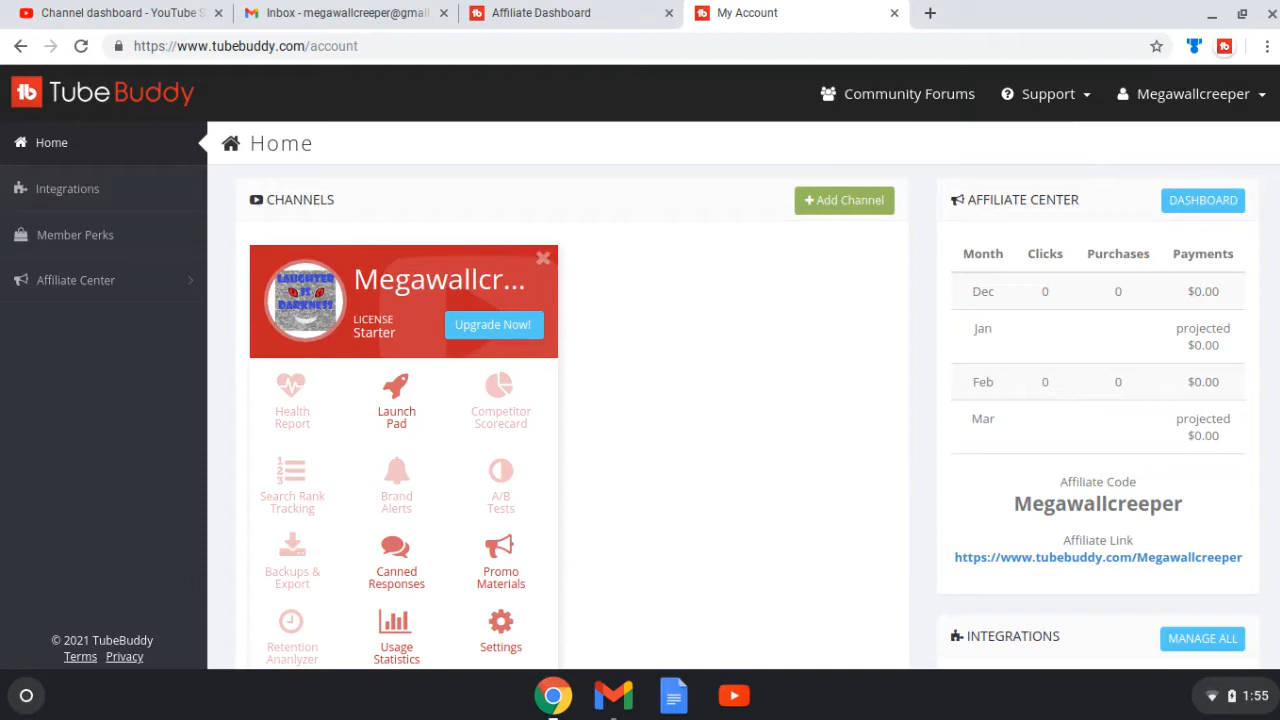 Channel dashboard - YouTube S
Inbox - megawallcreeper@gmail
Affiliate Dashboard
My Account
https://www.tubebuddy.com/account
TubeBuddy
Community Forums
Support
Megawallcreeper
Home
Integrations
Member Perks
Affiliate Center
© 2021 TubeBuddy
Terms Privacy
Home
CHANNELS
Add Channel
LAUGHTER
IS
DARKNESS
Megawallcr...
LICENSE
Starter
Upgrade Now!
Health
Report
Launch
Pad
Competitor
Scorecard
Search Rank
Tracking
Brand
Alerts
A/B
Tests
Backups &
Export
Canned
Responses
Promo
Materials
Retention
Ananlyzer
Usage
Statistics
Settings
AFFILIATE CENTER
DASHBOARD
Month Clicks Purchases Payments
Dec 0 0 $0.00
Jan projected
$0.00
Feb 0 0 $0.00
Mar projected
$0.00
Affiliate Code
Megawallcreeper
Affiliate Link
https://www.tubebuddy.com/Megawallcreeper
INTEGRATIONS
MANAGE ALL
1:55